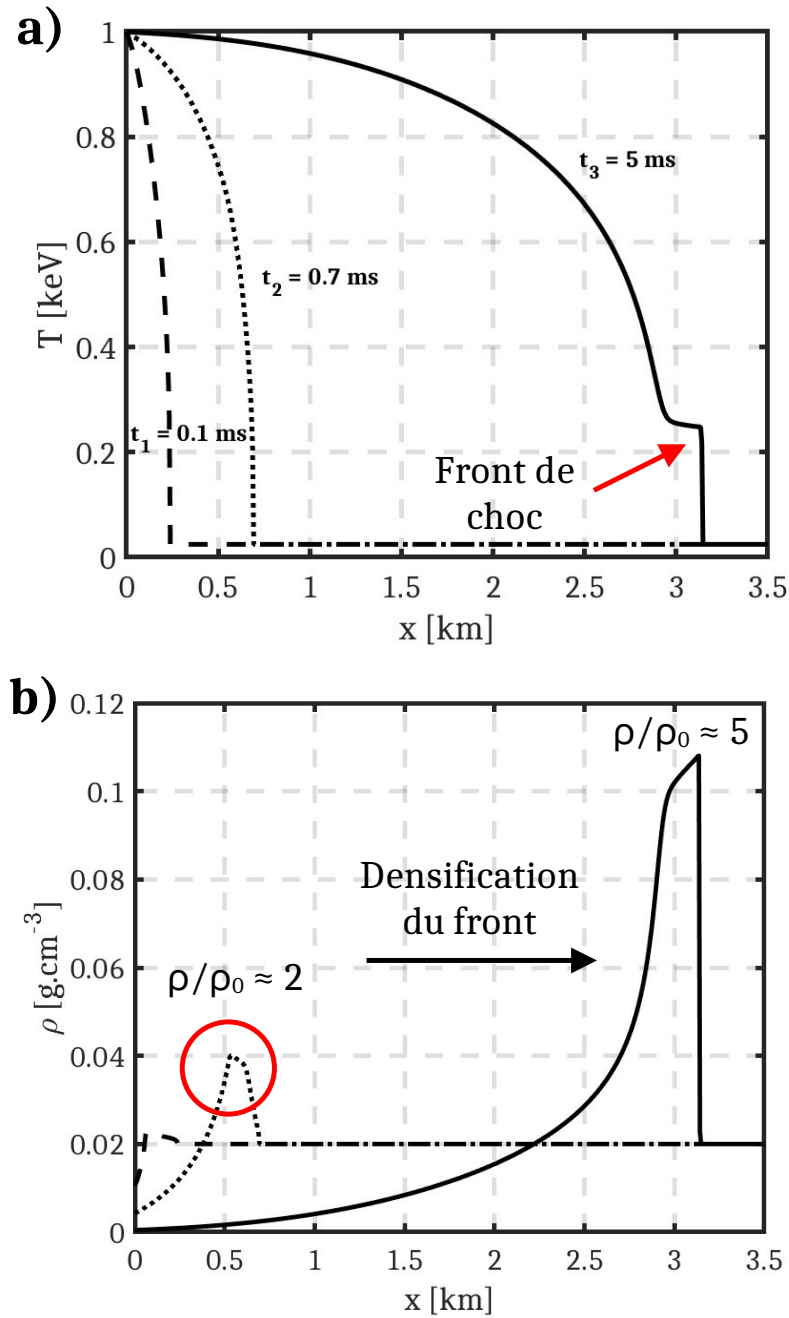 a)
1
0.8
0.6
0.4
0.2
0
T [keV]
t₃ = 5 ms
t₂ = 0.7 ms
t₁ = 0.1 ms
Front de
choc
0 0.5 1 1.5 2 2.5 3 3.5
x [km]
b)
0.12
0.1
0.08
0.06
0.04
0.02
0
ρ [g.cm⁻³]
ρ/ρ₀ ≈ 5
Densification
du front
ρ/ρ₀ ≈ 2
0 0.5 1 1.5 2 2.5 3 3.5
x [km]